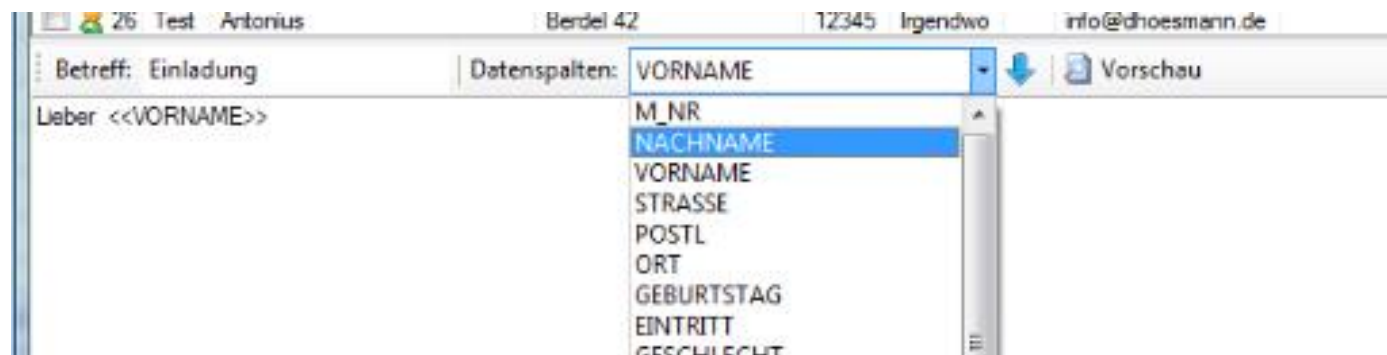 26 Test Antonius Berdel 42 12345 Irgendwo info@dhoesmann.de
Betreff: Einladung Datenspalten: VORNAME Vorschau
Lieber <<VORNAME>>
M_NR
NACHNAME
VORNAME
STRASSE
POSTL
ORT
GEBURTSTAG
EINTRITT
GESCHLECHT